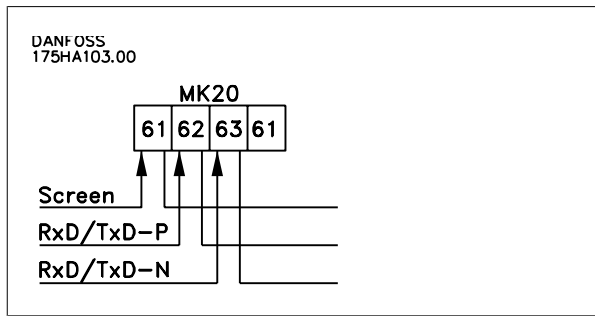 DANFOSS
175HA103.00
MK20
61 62 63 61
Screen
RxD/TxD-P
RxD/TxD-N